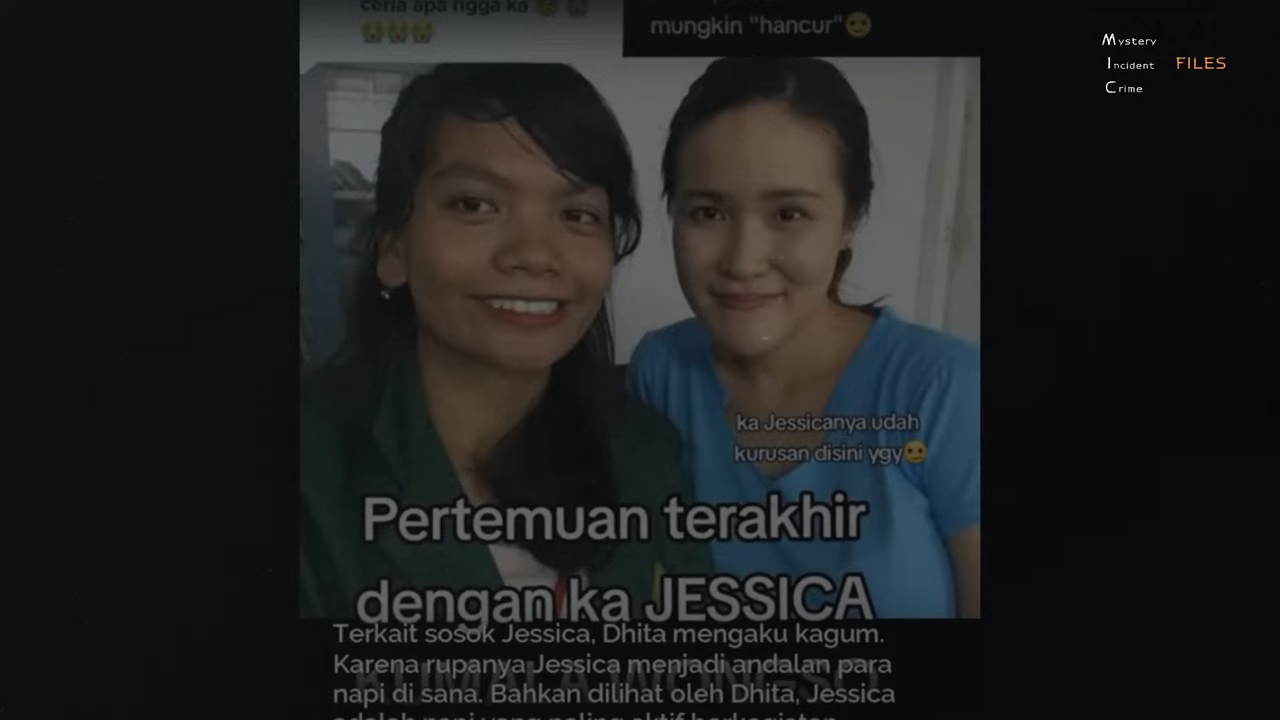 ceria apa ngga ka 😭 😭
😭😭😭
mungkin "hancur"🙂
Mystery
Incident FILES
Crime
ka Jessicanya udah
kurusan disini ygy🙂
Pertemuan terakhir
dengan ka JESSICA
Terkait sosok Jessica, Dhita mengaku kagum.
Karena rupanya Jessica menjadi andalan para
napi di sana. Bahkan dilihat oleh Dhita, Jessica